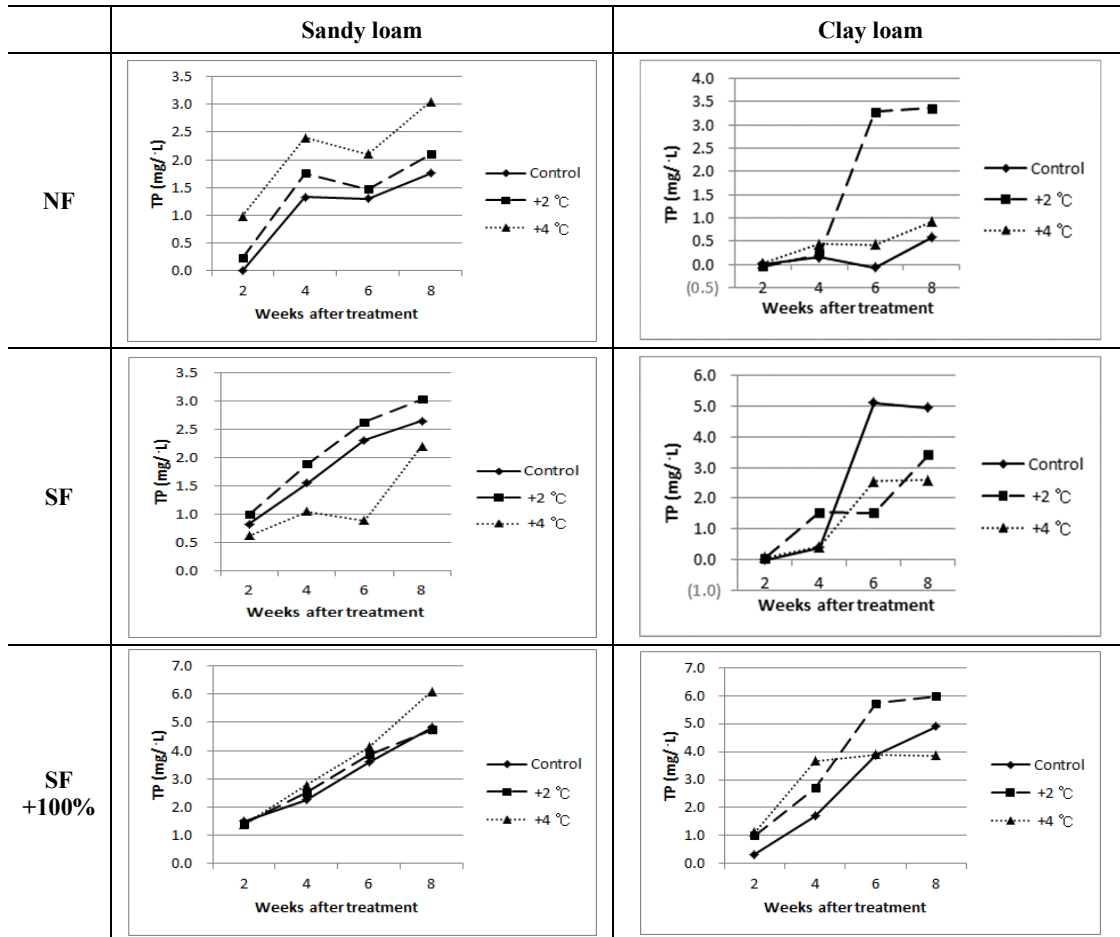 Sandy loam
Clay loam
NF
3.5
3.0
2.5
2.0
1.5
1.0
0.5
0.0
TP (mg/·L)
2 4 6 8
Weeks after treatment
Control
+2 ℃
+4 ℃
4.0
3.5
3.0
2.5
2.0
1.5
1.0
0.5
0.0
(0.5)
TP (mg/·L)
2 4 6 8
Weeks after treatment
Control
+2 ℃
+4 ℃
SF
3.5
3.0
2.5
2.0
1.5
1.0
0.5
0.0
TP (mg/·L)
2 4 6 8
Weeks after treatment
Control
+2 ℃
+4 ℃
6.0
5.0
4.0
3.0
2.0
1.0
0.0
(1.0)
TP (mg/·L)
2 4 6 8
Weeks after treatment
Control
+2 ℃
+4 ℃
SF
+100%
7.0
6.0
5.0
4.0
3.0
2.0
1.0
0.0
TP (mg/·L)
2 4 6 8
Weeks after treatment
Control
+2 ℃
+4 ℃
7.0
6.0
5.0
4.0
3.0
2.0
1.0
0.0
TP (mg/·L)
2 4 6 8
Weeks after treatment
Control
+2 ℃
+4 ℃